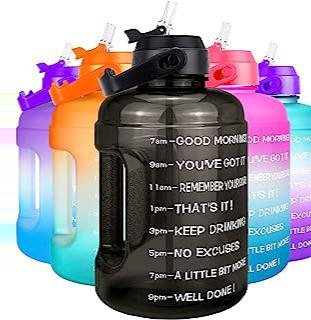 7am — GOOD MORNING
9am — YOU'VE GOT IT
11am — REMEMBER YOUR GOAL
1pm — THAT'S IT!
3pm — KEEP DRINKING
5pm — NO EXCUSES
7pm — A LITTLE BIT MORE
9pm — WELL DONE!